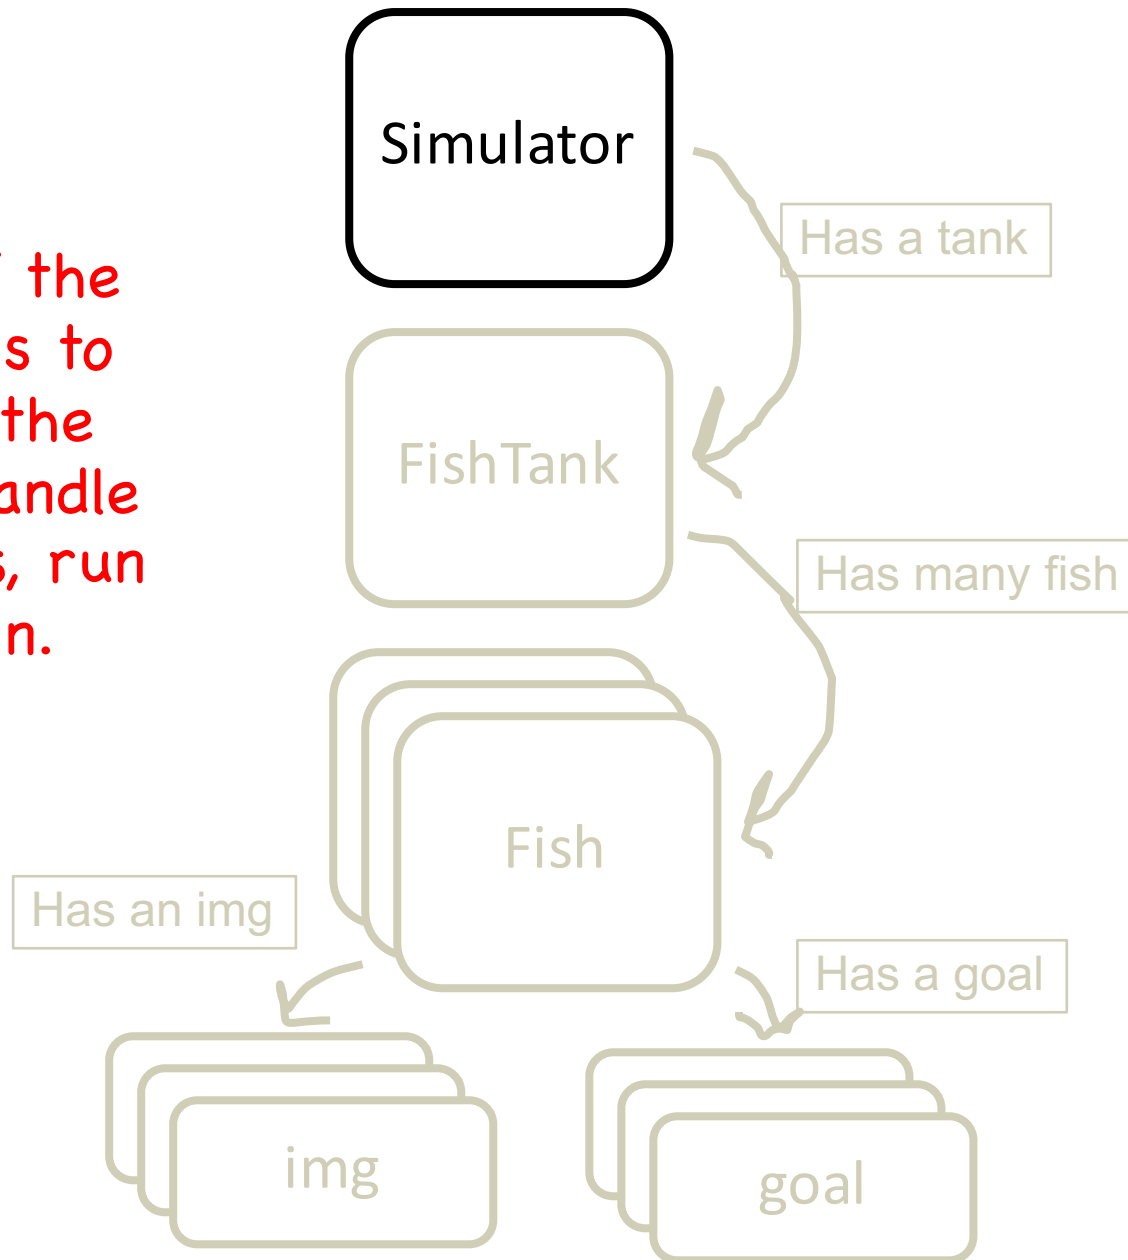 Simulator
Has a tank
the
s to
the
andle
s, run
n.
FishTank
Has many fish
Fish
Has an img
Has a goal
img
goal